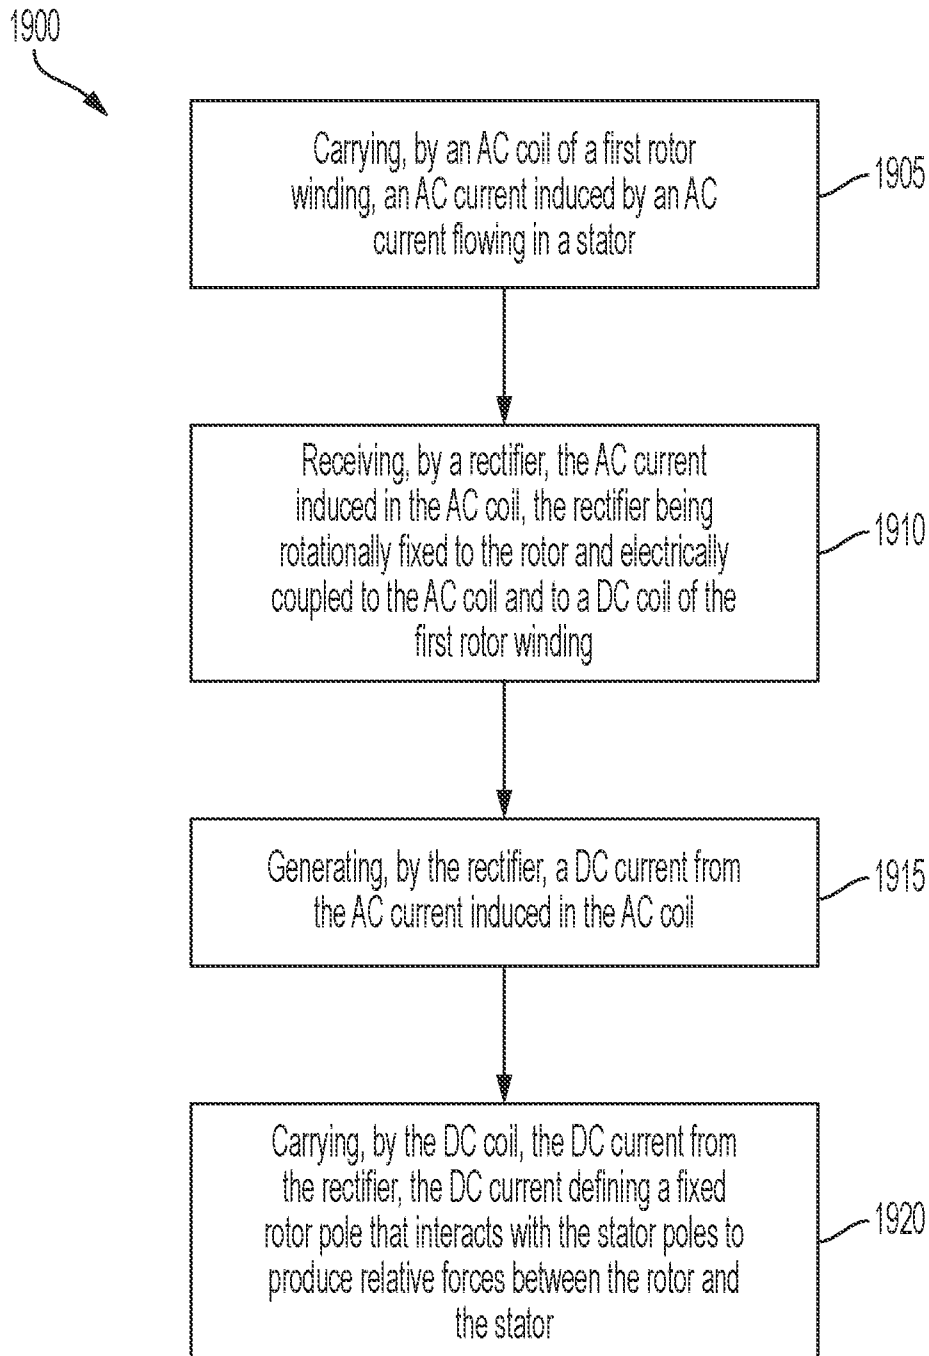 1900
Carrying, by an AC coil of a first rotor
winding, an AC current induced by an AC
current flowing in a stator
1905
Receiving, by a rectifier, the AC current
induced in the AC coil, the rectifier being
rotationally fixed to the rotor and electrically
coupled to the AC coil and to a DC coil of the
first rotor winding
1910
Generating, by the rectifier, a DC current from
the AC current induced in the AC coil
1915
Carrying, by the DC coil, the DC current from
the rectifier, the DC current defining a fixed
rotor pole that interacts with the stator poles to
produce relative forces between the rotor and
the stator
1920